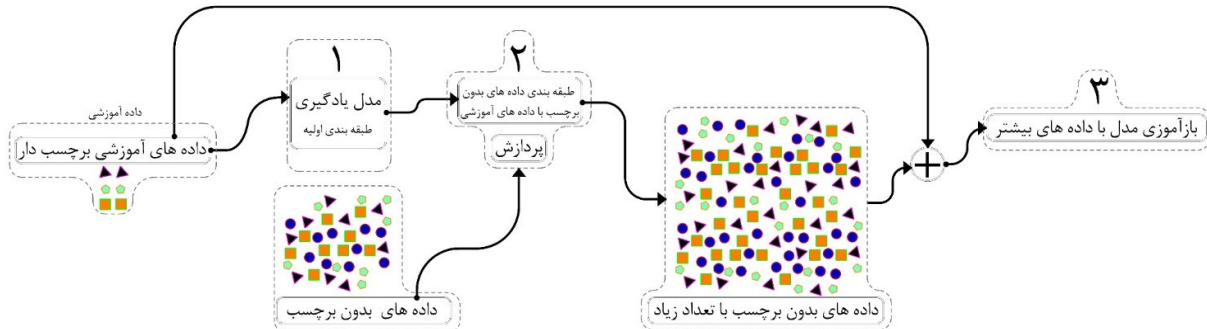 داده آموزشی
داده های آموزشی برچسب دار
۱
مدل یادگیری
طبقه بندی اولیه
۲
طبقه بندی داده های بدون
برچسب با داده های آموزشی
پردازش
داده های بدون برچسب
داده های بدون برچسب با تعداد زیاد
۳
بازآموزی مدل با داده های بیشتر